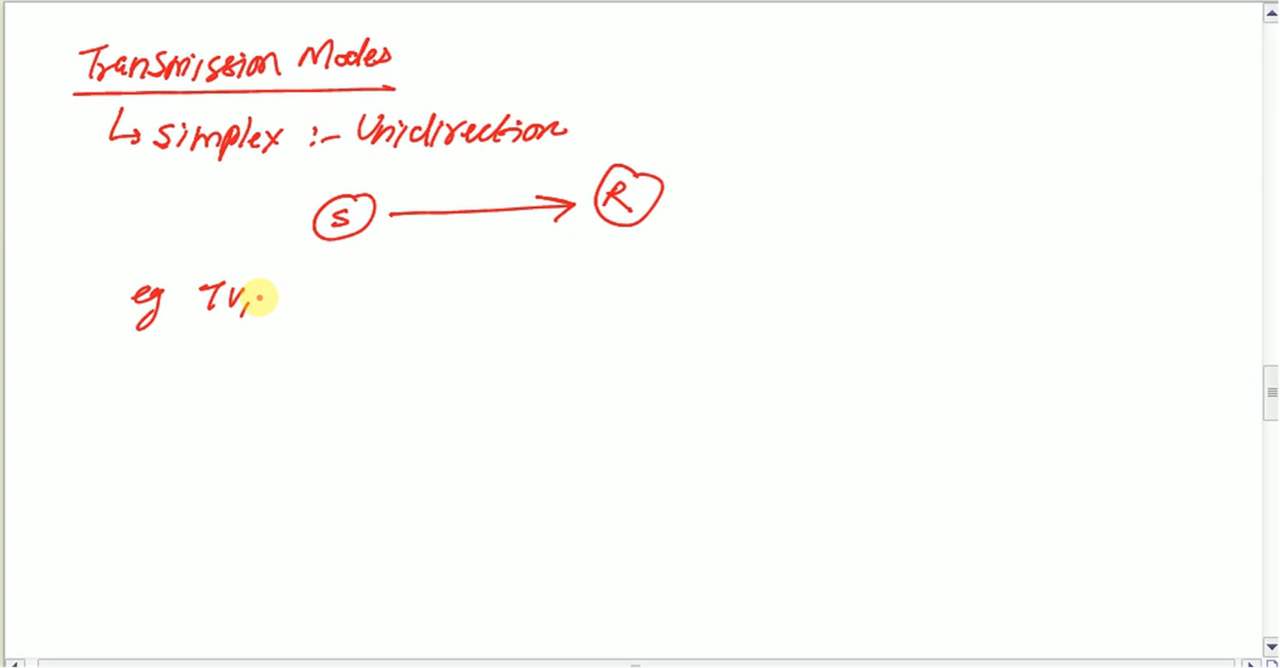 Transmission Modes
↳ simplex :- Unidirection
S R
eg TV,